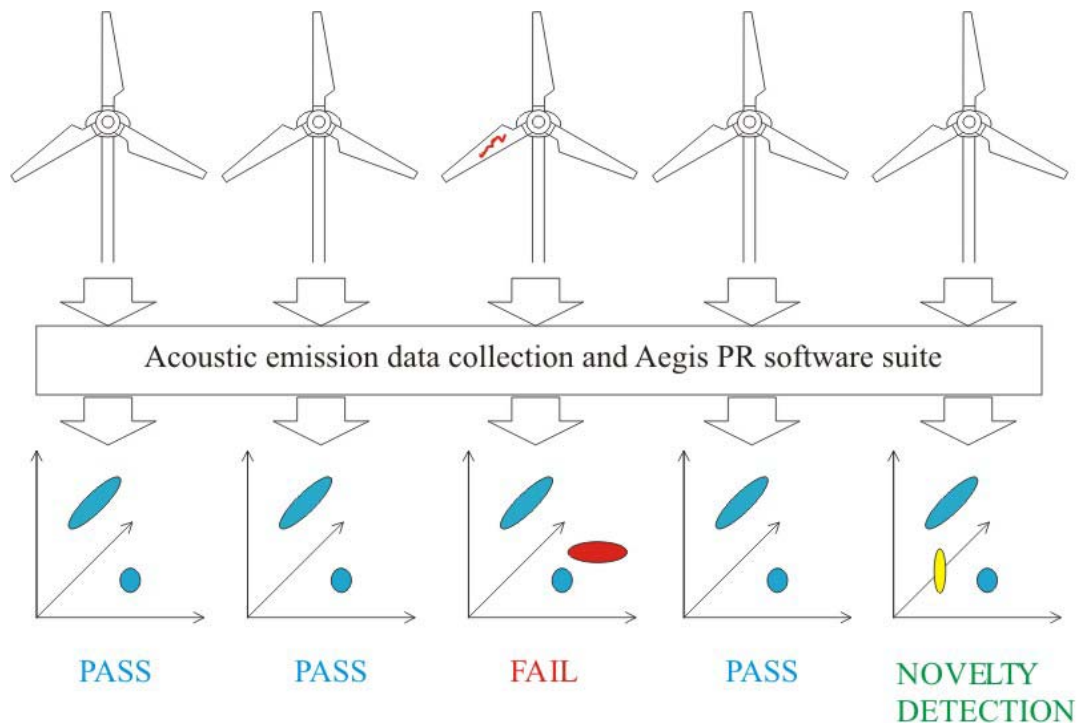 Acoustic emission data collection and Aegis PR software suite
PASS
PASS
FAIL
PASS
NOVELTY
DETECTION